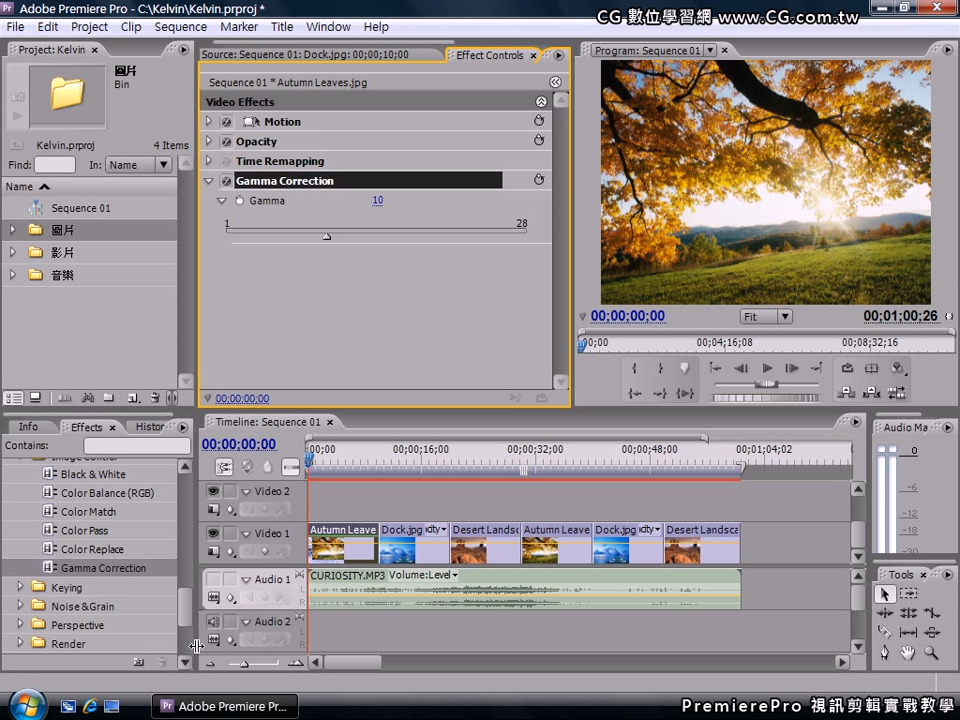 Adobe Premiere Pro - C:\Kelvin\Kelvin.prproj *
CG 數位學習網 www.CG.com.tw
File Edit Project Clip Sequence Marker Title Window Help
Project: Kelvin
圖片
Bin
Kelvin.prproj 4 Items
Find: In: Name
Name
Sequence 01
圖片
影片
音樂
Source: Sequence 01: Dock.jpg: 00;00;10;00
Effect Controls
Sequence 01 * Autumn Leaves.jpg
Video Effects
Motion
Opacity
Time Remapping
Gamma Correction
Gamma 10
1 28
00;00;00;00
Program: Sequence 01
00;00;00;00 Fit 00;01;00;26
00;00 00;04;16;08 00;08;32;16
Info Effects Histor
Contains:
Image Control
Black & White
Color Balance (RGB)
Color Match
Color Pass
Color Replace
Gamma Correction
Keying
Noise & Grain
Perspective
Render
Timeline: Sequence 01
00;00;00;00
00;00 00;00;16;00 00;00;32;00 00;00;48;00 00;01;04;02
Video 2
Video 1
Autumn Leave Dock.jpg Desert Landsc Autumn Leave Dock.jpg Desert Landsca
Audio 1
CURIOSITY.MP3 Volume:Level
L
R
Audio 2
L
R
Audio Ma
0
-6
-12
-18
-30
Tools
Adobe Premiere Pr...
PremierePro 視訊剪輯實戰教學